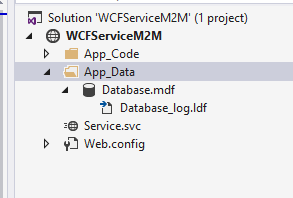 Solution 'WCFServiceM2M' (1 project)
WCFServiceM2M
App_Code
App_Data
Database.mdf
Database_log.ldf
Service.svc
Web.config